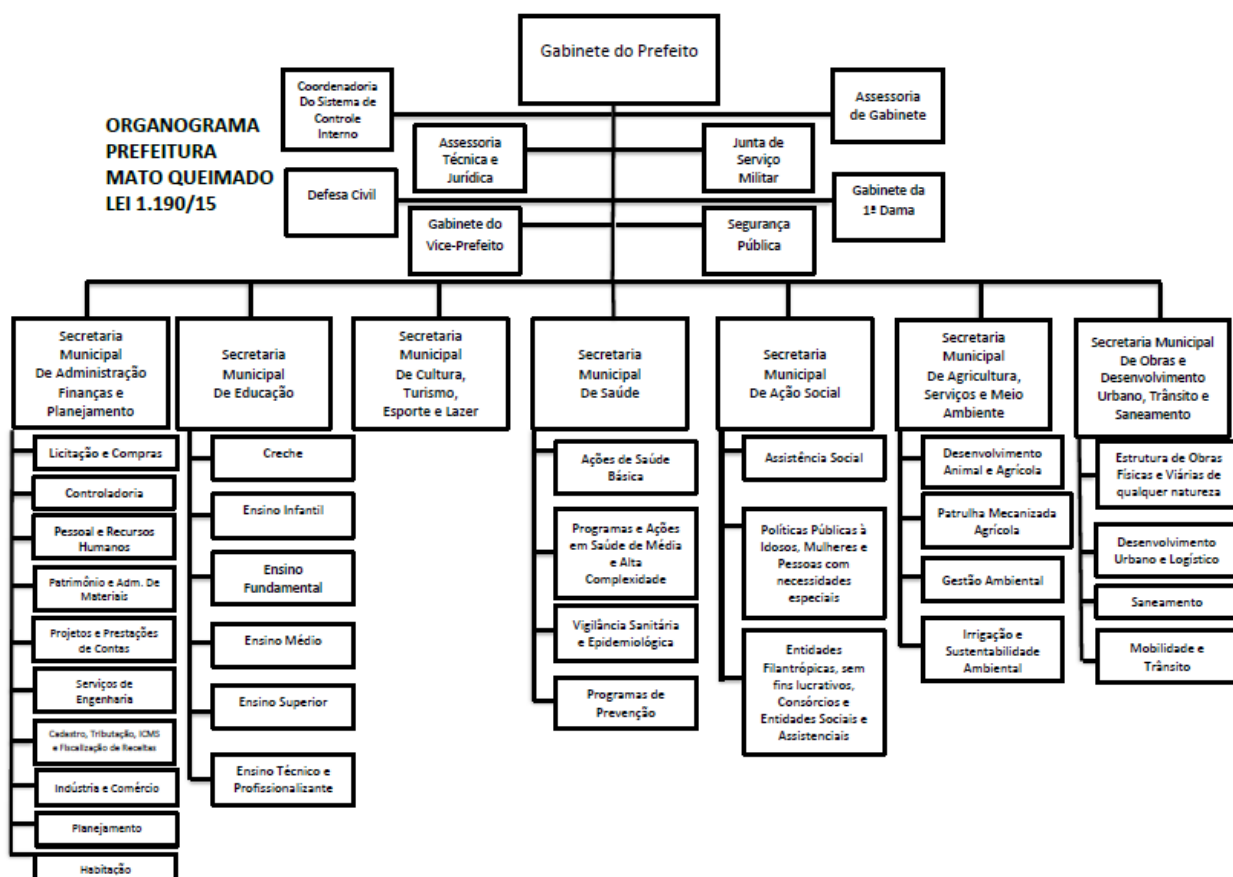 Gabinete do Prefeito
Coordenadoria
Do Sistema de
Controle
Interno
Assessoria
de Gabinete
ORGANOGRAMA
PREFEITURA
MATO QUEIMADO
LEI 1.190/15
Assessoria
Técnica e
Jurídica
Junta de
Serviço
Militar
Defesa Civil
Gabinete da
1ª Dama
Gabinete do
Vice-Prefeito
Segurança
Pública
Secretaria
Municipal
De Administração
Finanças e
Planejamento
Secretaria
Municipal
De Educação
Secretaria
Municipal
De Cultura,
Turismo,
Esporte e Lazer
Secretaria
Municipal
De Saúde
Secretaria
Municipal
De Ação Social
Secretaria
Municipal
De Agricultura,
Serviços e Meio
Ambiente
Secretaria Municipal
De Obras e
Desenvolvimento
Urbano, Trânsito e
Saneamento
Licitação e Compras
Controladoria
Pessoal e Recursos
Humanos
Patrimônio e Adm. De
Materiais
Projetos e Prestações
de Contas
Serviços de
Engenharia
Cadastro, Tributação, ICMS
e Fiscalização de Receitas
Indústria e Comércio
Planejamento
Habitação
Creche
Ensino Infantil
Ensino
Fundamental
Ensino Médio
Ensino Superior
Ensino Técnico e
Profissionalizante
Ações de Saúde
Básica
Programas e Ações
em Saúde de Média
e Alta
Complexidade
Vigilância Sanitária
e Epidemiológica
Programas de
Prevenção
Assistência Social
Políticas Públicas à
Idosos, Mulheres e
Pessoas com
necessidades
especiais
Entidades
Filantrópicas, sem
fins lucrativos,
Consórcios e
Entidades Sociais e
Assistenciais
Desenvolvimento
Animal e Agrícola
Patrulha Mecanizada
Agrícola
Gestão Ambiental
Irrigação e
Sustentabilidade
Ambiental
Estrutura de Obras
Físicas e Viárias de
qualquer natureza
Desenvolvimento
Urbano e Logístico
Saneamento
Mobilidade e
Trânsito